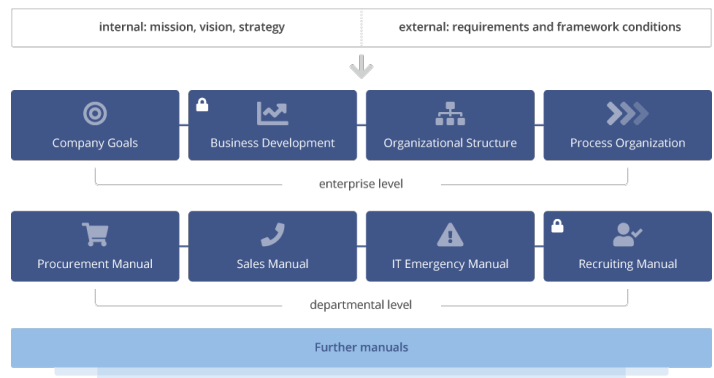 internal: mission, vision, strategy
external: requirements and framework conditions
Company Goals
Business Development
Organizational Structure
Process Organization
enterprise level
Procurement Manual
Sales Manual
IT Emergency Manual
Recruiting Manual
departmental level
Further manuals